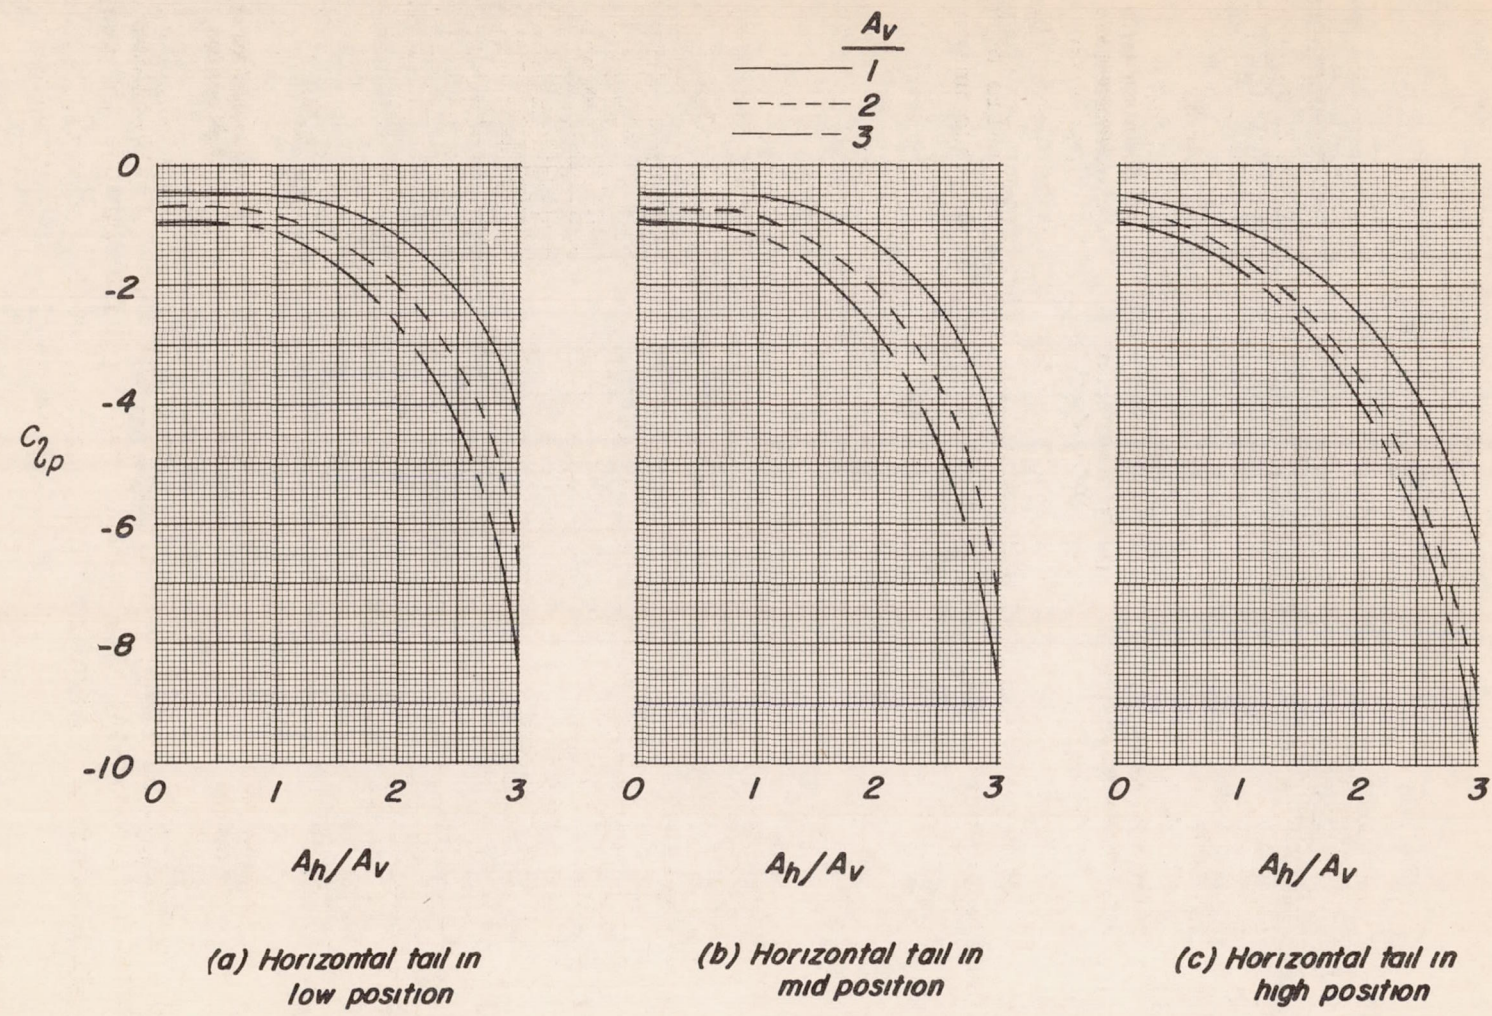 Av
1
2
3
0
-2
-4
-6
-8
-10
Clp
0 1 2 3
0 1 2 3
0 1 2 3
Ah/Av
Ah/Av
Ah/Av
(a) Horizontal tail in
low position
(b) Horizontal tail in
mid position
(c) Horizontal tail in
high position